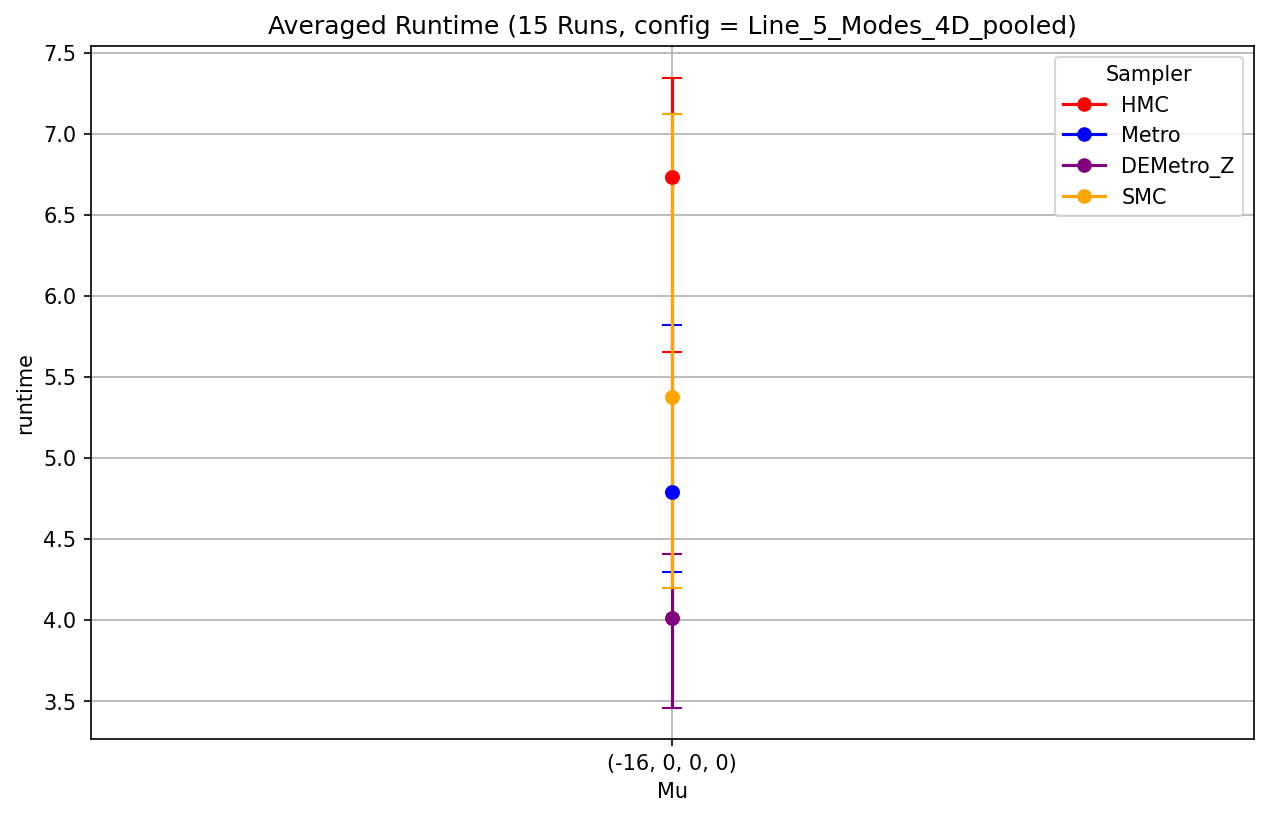 Averaged Runtime (15 Runs, config = Line_5_Modes_4D_pooled)
Sampler
HMC
Metro
DEMetro_Z
SMC
runtime
7.5
7.0
6.5
6.0
5.5
5.0
4.5
4.0
3.5
(-16, 0, 0, 0)
Mu